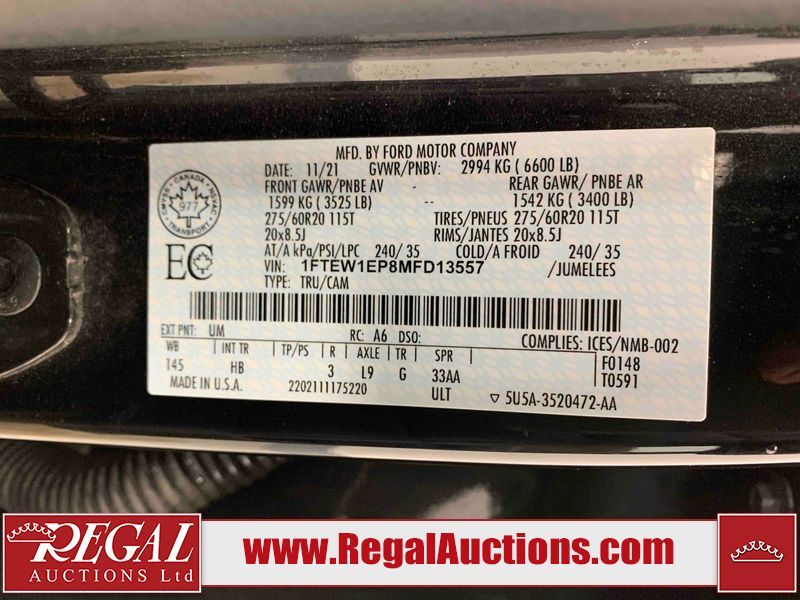 MFD. BY FORD MOTOR COMPANY
DATE: 11/21 GVWR/PNBV: 2994 KG ( 6600 LB)
FRONT GAWR/PNBE AV - REAR GAWR/ PNBE AR
1599 KG ( 3525 LB) - 1542 KG ( 3400 LB)
275/60R20 115T TIRES/PNEUS 275/60R20 115T
20x8.5J RIMS/JANTES 20x8.5J
AT/A kPa/PSI/LPC 240/ 35 COLD/A FROID 240/ 35
VIN: 1FTEW1EP8MFD13557 /JUMELEES
TYPE: TRU/CAM
CMVSS - CANADA - NSVAC
977
TRANSPORT
EC
EXT PNT: UM RC: A6 DSO: COMPLIES: ICES/NMB-002
WB INT TR TP/PS R AXLE TR SPR F0148
145 HB 3 L9 G 33AA T0591
MADE IN U.S.A. 2202111175220 ULT ▽ 5U5A-3520472-AA
REGAL
AUCTIONS Ltd
www.RegalAuctions.com